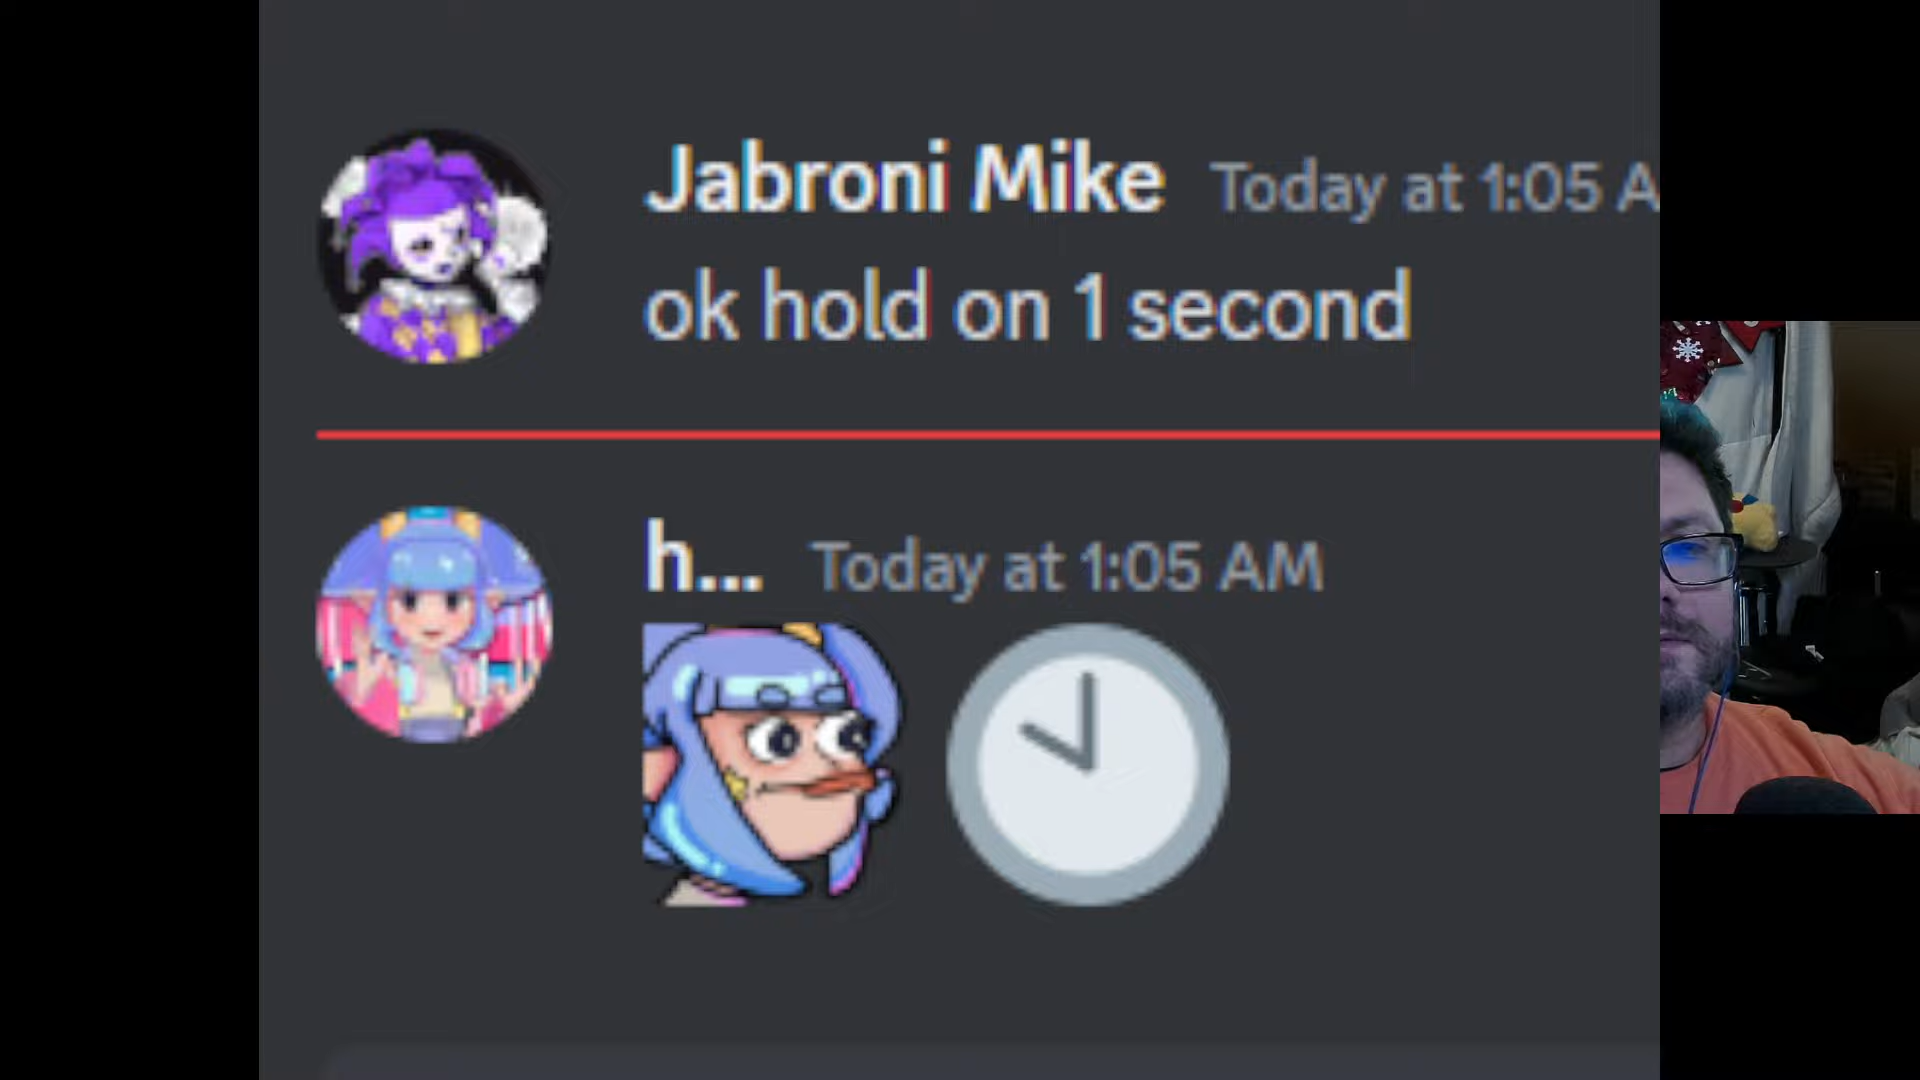 Jabroni Mike Today at 1:05 A
ok hold on 1 second
h... Today at 1:05 AM